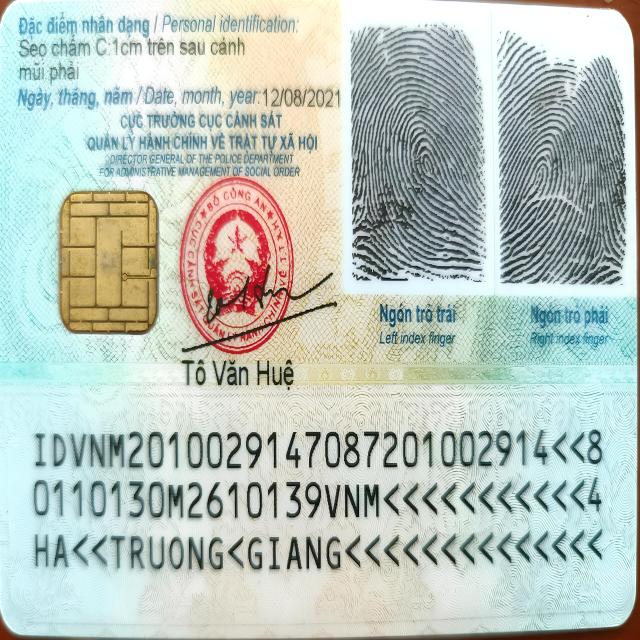 Đặc điểm nhân dạng / Personal identification:
Sẹo chấm C.1cm trên sau cánh
mũi phải
Ngày, tháng, năm / Date, month, year: 12/08/2021
CỤC TRƯỞNG CỤC CẢNH SÁT
QUẢN LÝ HÀNH CHÍNH VỀ TRẬT TỰ XÃ HỘI
DIRECTOR GENERAL OF THE POLICE DEPARTMENT
FOR ADMINISTRATIVE MANAGEMENT OF SOCIAL ORDER
BỘ CÔNG AN
Tô Văn Huệ
Ngón trỏ trái
Left index finger
Ngón trỏ phải
Right index finger
IDVNM2010029147087201002914<<8
0110130M2610139VNM<<<<<<<<<<<4
HA<<TRUONG<GIANG<<<<<<<<<<<<<<